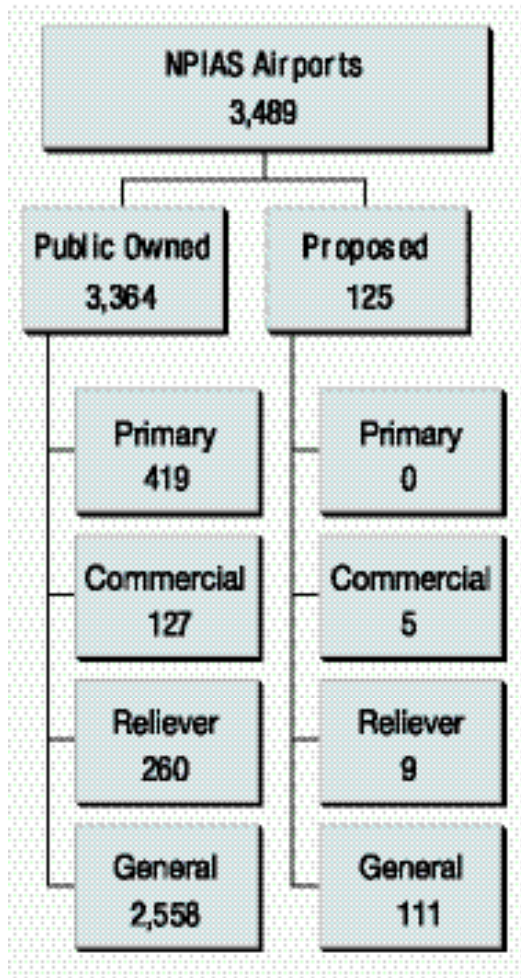 NPIAS Airports
3,489
Public Owned
3,364
Proposed
125
Primary
419
Commercial
127
Reliever
260
General
2,558
Primary
0
Commercial
5
Reliever
9
General
111